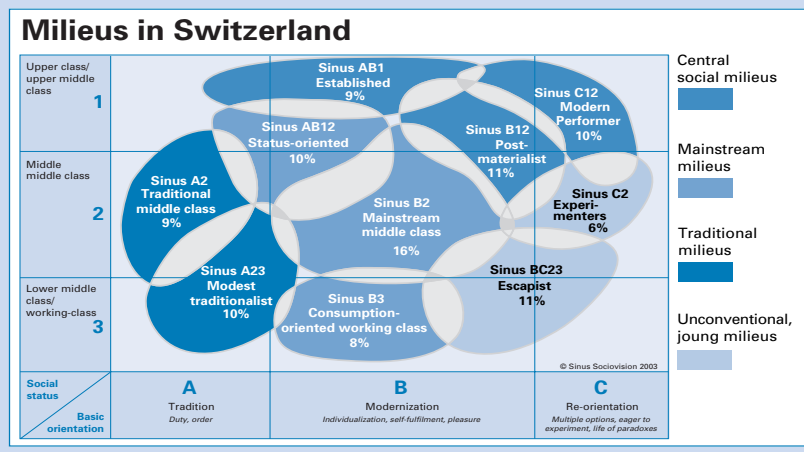 Milieus in Switzerland
Upper class/
upper middle
class
1
Middle
middle class
2
Lower middle
class/
working-class
3
Sinus AB1
Established
9%
Sinus AB12
Status-oriented
10%
Sinus C12
Modern
Performer
10%
Sinus B12
Post-
materialist
11%
Sinus A2
Traditional
middle class
9%
Sinus B2
Mainstream
middle class
16%
Sinus C2
Experi-
menters
6%
Sinus A23
Modest
traditionalist
10%
Sinus B3
Consumption-
oriented working class
8%
Sinus BC23
Escapist
11%
© Sinus Sociovision 2003
Social
status
Basic
orientation
A
Tradition
Duty, order
B
Modernization
Individualization, self-fulfilment, pleasure
C
Re-orientation
Multiple options, eager to
experiment, life of paradoxes
Central
social milieus
Mainstream
milieus
Traditional
milieus
Unconventional,
joung milieus